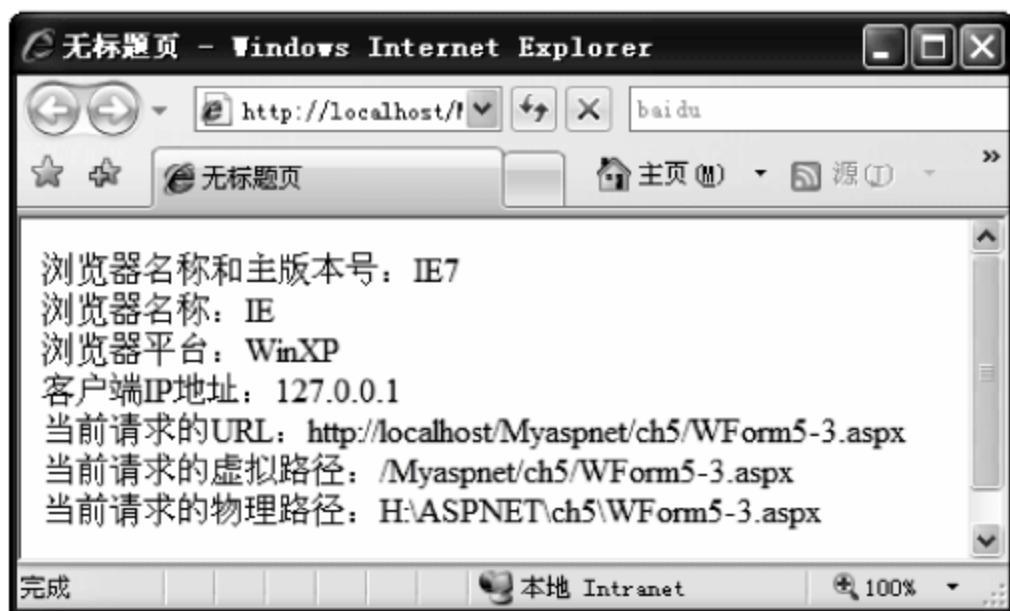 无标题页 - Windows Internet Explorer
http://localhost/M
baidu
无标题页
主页(M)
源(J)
»
浏览器名称和主版本号：IE7
浏览器名称：IE
浏览器平台：WinXP
客户端IP地址：127.0.0.1
当前请求的URL：http://localhost/Myaspnet/ch5/WForm5-3.aspx
当前请求的虚拟路径：/Myaspnet/ch5/WForm5-3.aspx
当前请求的物理路径：H:\ASPNET\ch5\WForm5-3.aspx
完成
本地 Intranet
100%